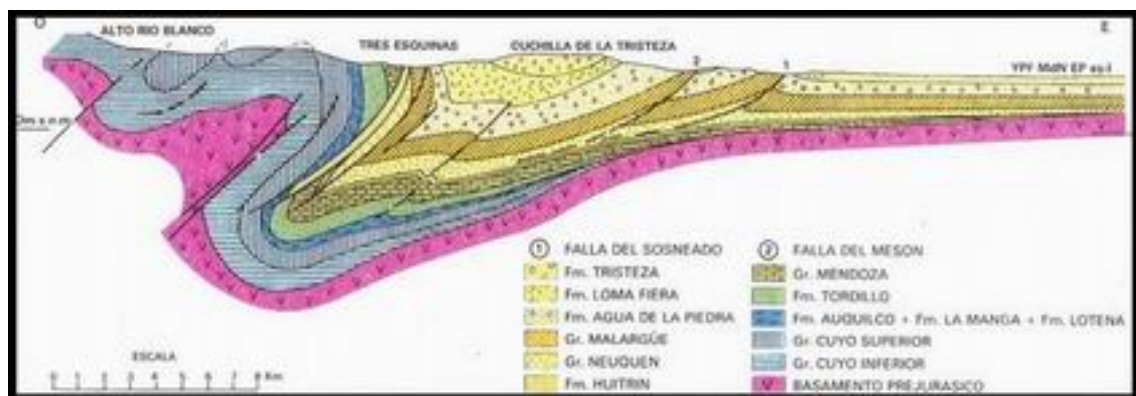 O E
ALTO RIO BLANCO TRES ESQUINAS CUCHILLA DE LA TRISTEZA
2 1 YPF MdN EP es-1
0m s n m
1 FALLA DEL SOSNEADO 2 FALLA DEL MESON
Fm. TRISTEZA Gr. MENDOZA
Fm. LOMA FIERA Fm. TORDILLO
Fm. AGUA DE LA PIEDRA Fm. AUQUILCO + Fm. LA MANGA + Fm. LOTENA
Gr. MALARGÜE Gr. CUYO SUPERIOR
Gr. NEUQUEN Gr. CUYO INFERIOR
Fm. HUITRIN BASAMENTO PREJURASICO
ESCALA
0 1 2 3 4 5 6 7 8 Km.